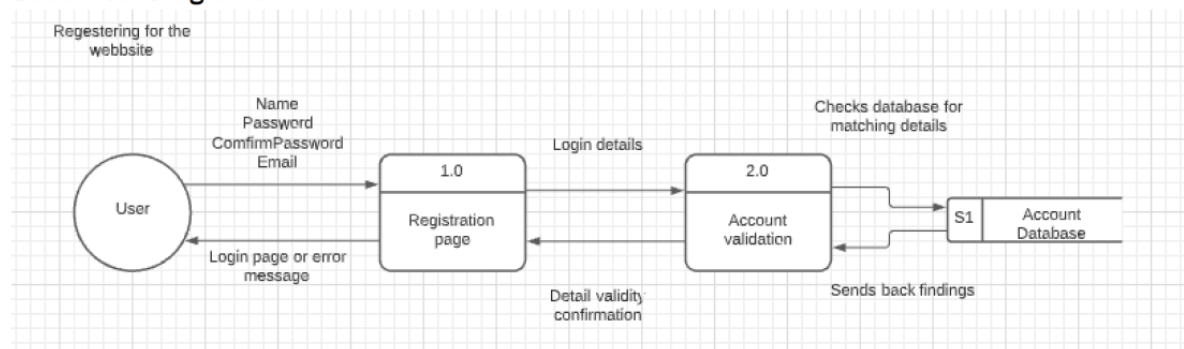 Regestering for the
webbsite
Name
Password
ComfirmPassword
Email
Checks database for
matching details
Login details
1.0
2.0
User
Registration
page
Account
validation
S1
Account
Database
Login page or error
message
Detail validity
confirmation
Sends back findings